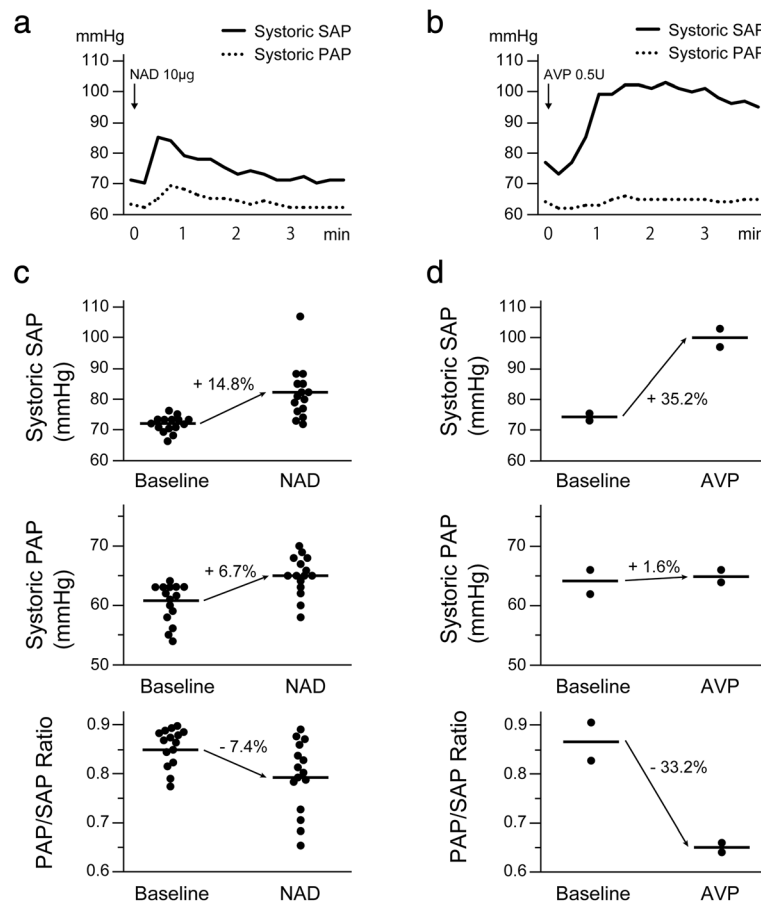 a
mmHg
Systoric SAP
Systoric PAP
NAD 10μg
110
100
90
80
70
60
0 1 2 3 min
b
mmHg
Systoric SAP
Systoric PAP
AVP 0.5U
110
100
90
80
70
60
0 1 2 3 min
c
Systoric SAP
(mmHg)
110
100
90
80
70
60
+ 14.8%
Baseline NAD
Systoric PAP
(mmHg)
70
60
50
+ 6.7%
Baseline NAD
PAP/SAP Ratio
0.9
0.8
0.7
0.6
- 7.4%
Baseline NAD
d
Systoric SAP
(mmHg)
110
100
90
80
70
60
+ 35.2%
Baseline AVP
Systoric PAP
(mmHg)
70
60
50
+ 1.6%
Baseline AVP
PAP/SAP Ratio
0.9
0.8
0.7
0.6
- 33.2%
Baseline AVP